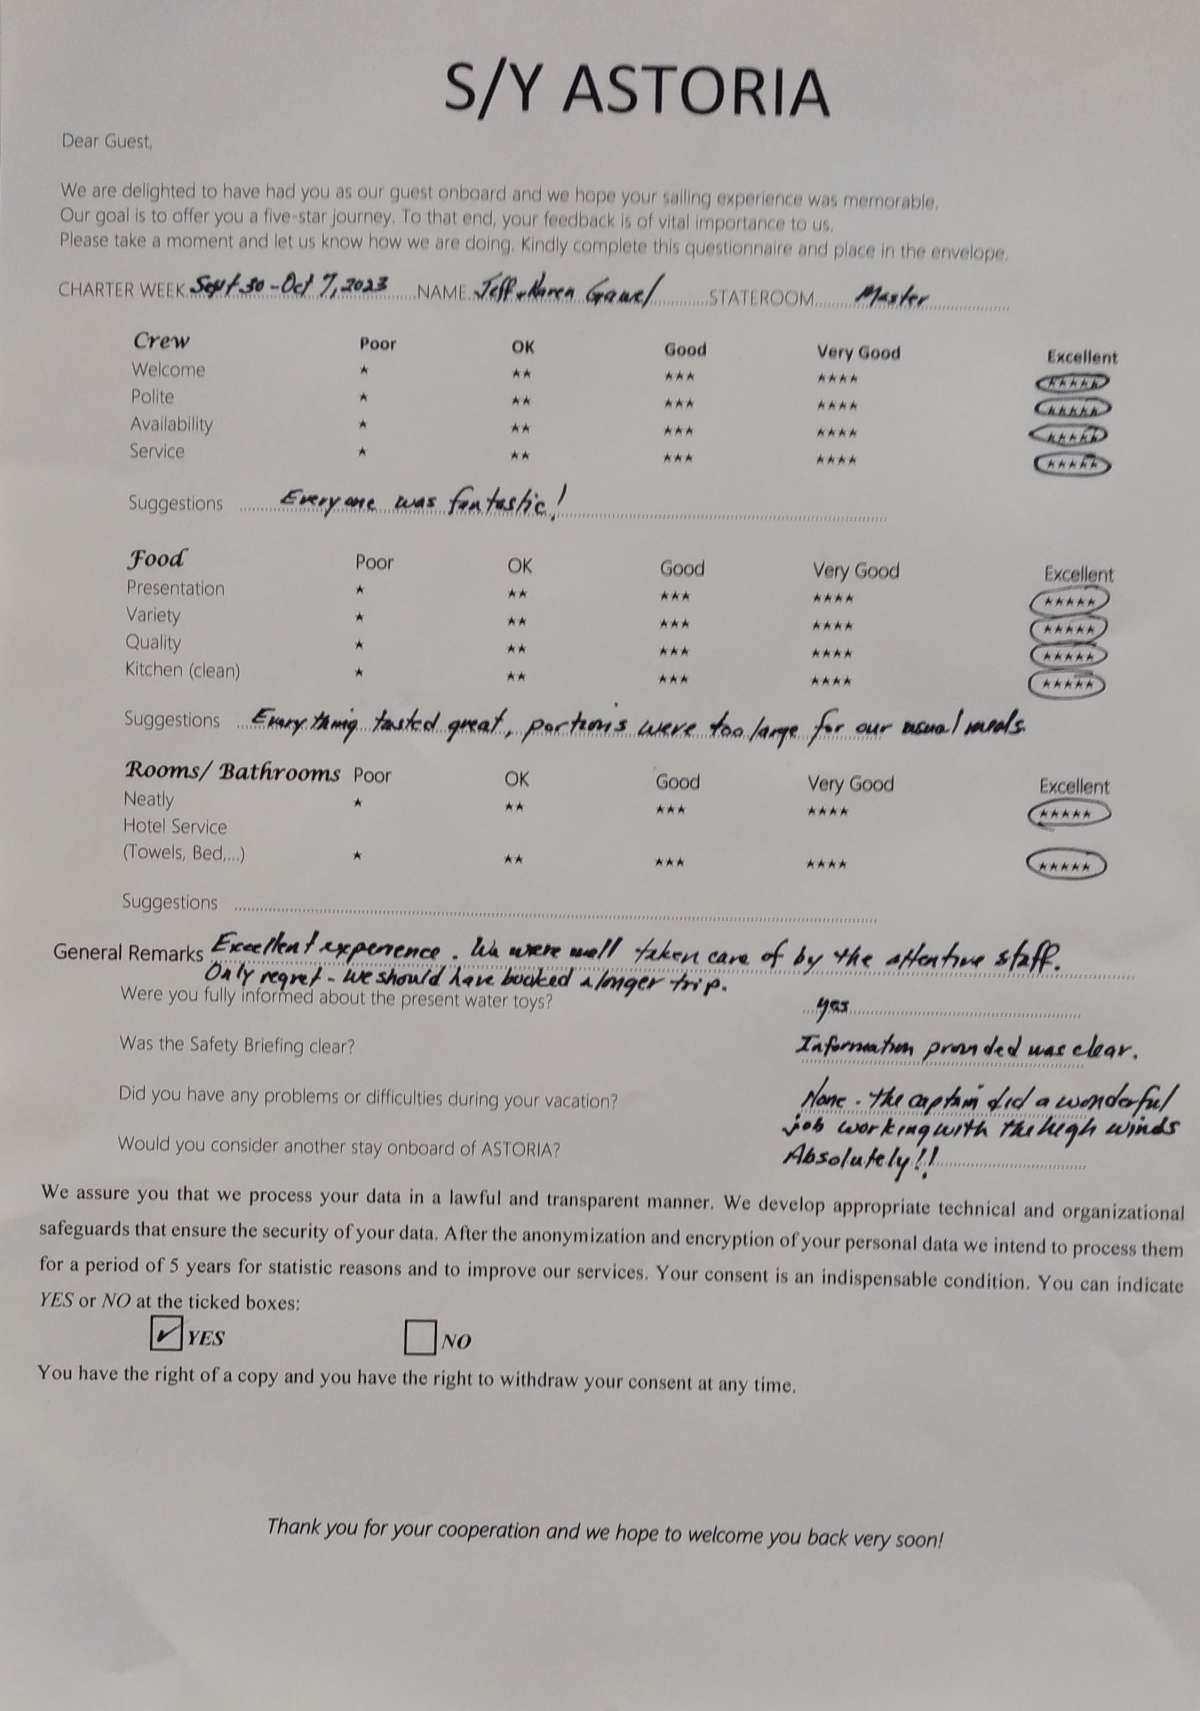 S/Y ASTORIA
Dear Guest,
We are delighted to have had you as our guest onboard and we hope your sailing experience was memorable.
Our goal is to offer you a five-star journey. To that end, your feedback is of vital importance to us.
Please take a moment and let us know how we are doing. Kindly complete this questionnaire and place in the envelope.
CHARTER WEEK Sept 30 - Oct 7, 2023 NAME Jeff & Karen STATEROOM Master
Crew Poor OK Good Very Good Excellent
Welcome ★ ★★ ★★★ ★★★★ ★★★★★
Polite ★ ★★ ★★★ ★★★★ ★★★★★
Availability ★ ★★ ★★★ ★★★★ ★★★★★
Service ★ ★★ ★★★ ★★★★ ★★★★★
Suggestions Everyone was fantastic!
Food Poor OK Good Very Good Excellent
Presentation ★ ★★ ★★★ ★★★★ ★★★★★
Variety ★ ★★ ★★★ ★★★★ ★★★★★
Quality ★ ★★ ★★★ ★★★★ ★★★★★
Kitchen (clean) ★ ★★ ★★★ ★★★★ ★★★★★
Suggestions Everything tasted great, portions were too large for our usual meals.
Rooms/ Bathrooms Poor OK Good Very Good Excellent
Neatly ★ ★★ ★★★ ★★★★ ★★★★★
Hotel Service
(Towels, Bed,...) ★ ★★ ★★★ ★★★★ ★★★★★
Suggestions
General Remarks Excellent experience. We were well taken care of by the attentive staff.
Only regret - we should have booked a longer trip.
Were you fully informed about the present water toys? yes
Was the Safety Briefing clear? Information provided was clear.
Did you have any problems or difficulties during your vacation? None - the captain did a wonderful
job working with the high winds
Would you consider another stay onboard of ASTORIA? Absolutely!!
We assure you that we process your data in a lawful and transparent manner. We develop appropriate technical and organizational
safeguards that ensure the security of your data. After the anonymization and encryption of your personal data we intend to process them
for a period of 5 years for statistic reasons and to improve our services. Your consent is an indispensable condition. You can indicate
YES or NO at the ticked boxes:
✓ YES NO
You have the right of a copy and you have the right to withdraw your consent at any time.
Thank you for your cooperation and we hope to welcome you back very soon!